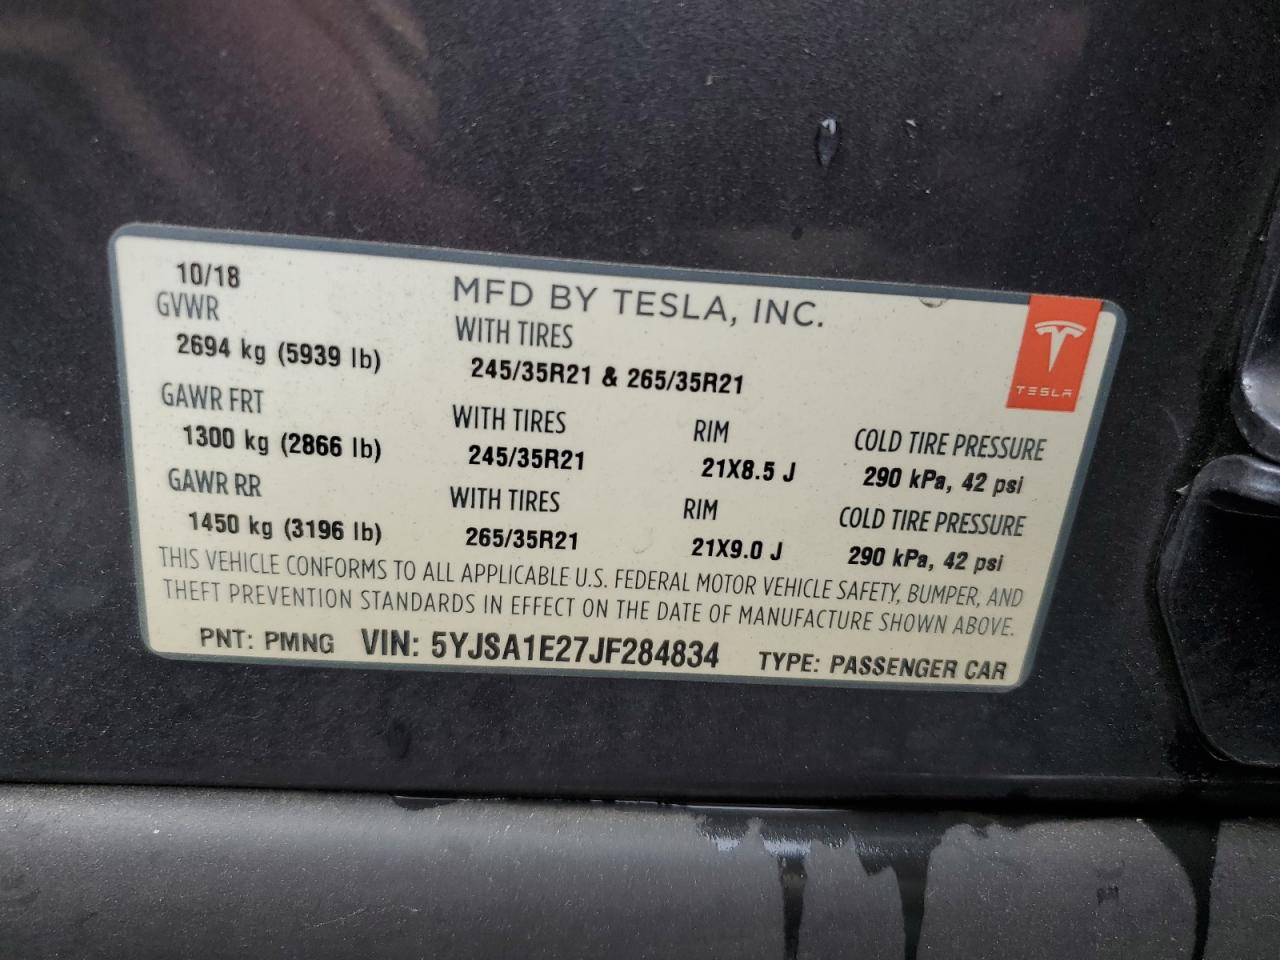 10/18
MFD BY TESLA, INC.
GVWR WITH TIRES
2694 kg (5939 lb) 245/35R21 & 265/35R21
TESLA
GAWR FRT WITH TIRES RIM COLD TIRE PRESSURE
1300 kg (2866 lb) 245/35R21 21X8.5 J 290 kPa, 42 psi
GAWR RR WITH TIRES RIM COLD TIRE PRESSURE
1450 kg (3196 lb) 265/35R21 21X9.0 J 290 kPa, 42 psi
THIS VEHICLE CONFORMS TO ALL APPLICABLE U.S. FEDERAL MOTOR VEHICLE SAFETY, BUMPER, AND
THEFT PREVENTION STANDARDS IN EFFECT ON THE DATE OF MANUFACTURE SHOWN ABOVE.
PNT: PMNG VIN: 5YJSA1E27JF284834 TYPE: PASSENGER CAR